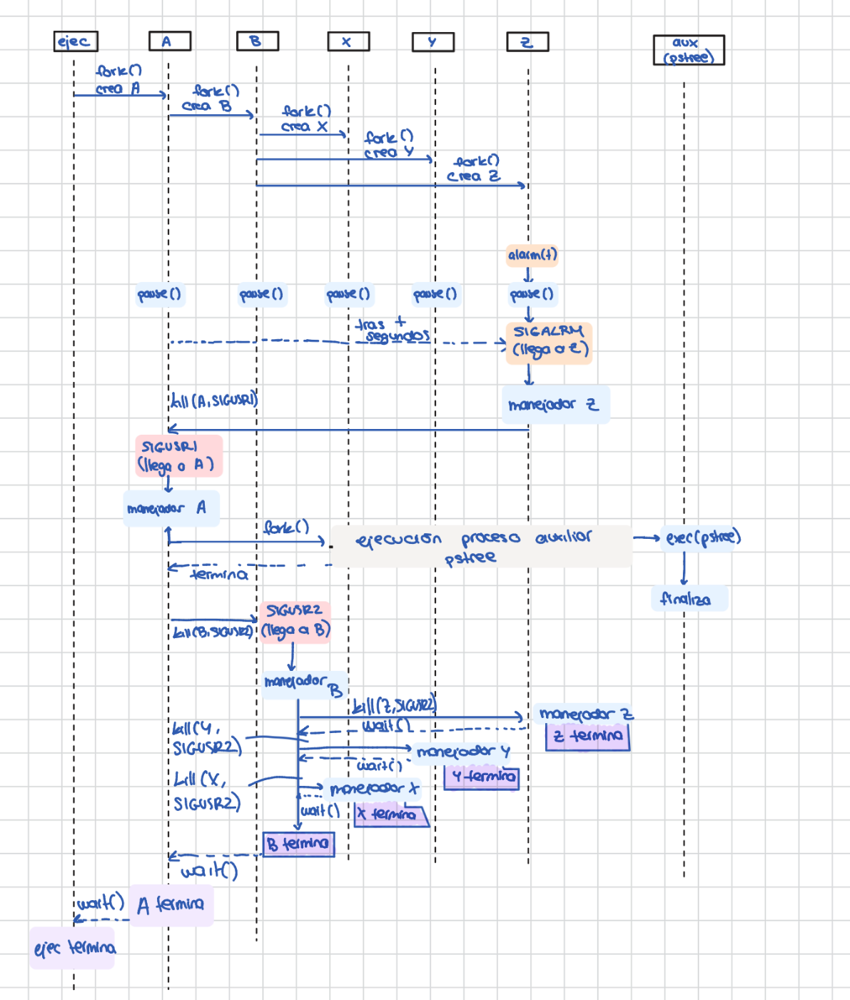 ejec
A
B
X
Y
Z
aux
(pstree)
fork()
crea A
fork()
crea B
fork()
crea X
fork()
crea Y
fork()
crea Z
alarm(t)
pause()
pause()
pause()
pause()
pause()
tras t
segundos
SIGALRM
(llega a Z)
manejador Z
kill(A,SIGUSR1)
SIGUSR1
(llega a A)
manejador A
fork()
ejecución proceso auxiliar
pstree
exec(pstree)
termina
finaliza
SIGUSR2
(llega a B)
kill(B,SIGUSR2)
manejador B
kill(Z,SIGUSR2)
wait()
manejador Z
Z termina
kill(Y,
SIGUSR2)
manejador Y
wait()
Y termina
kill(X,
SIGUSR2)
manejador X
wait()
X termina
B termina
wait()
wait()
A termina
ejec termina